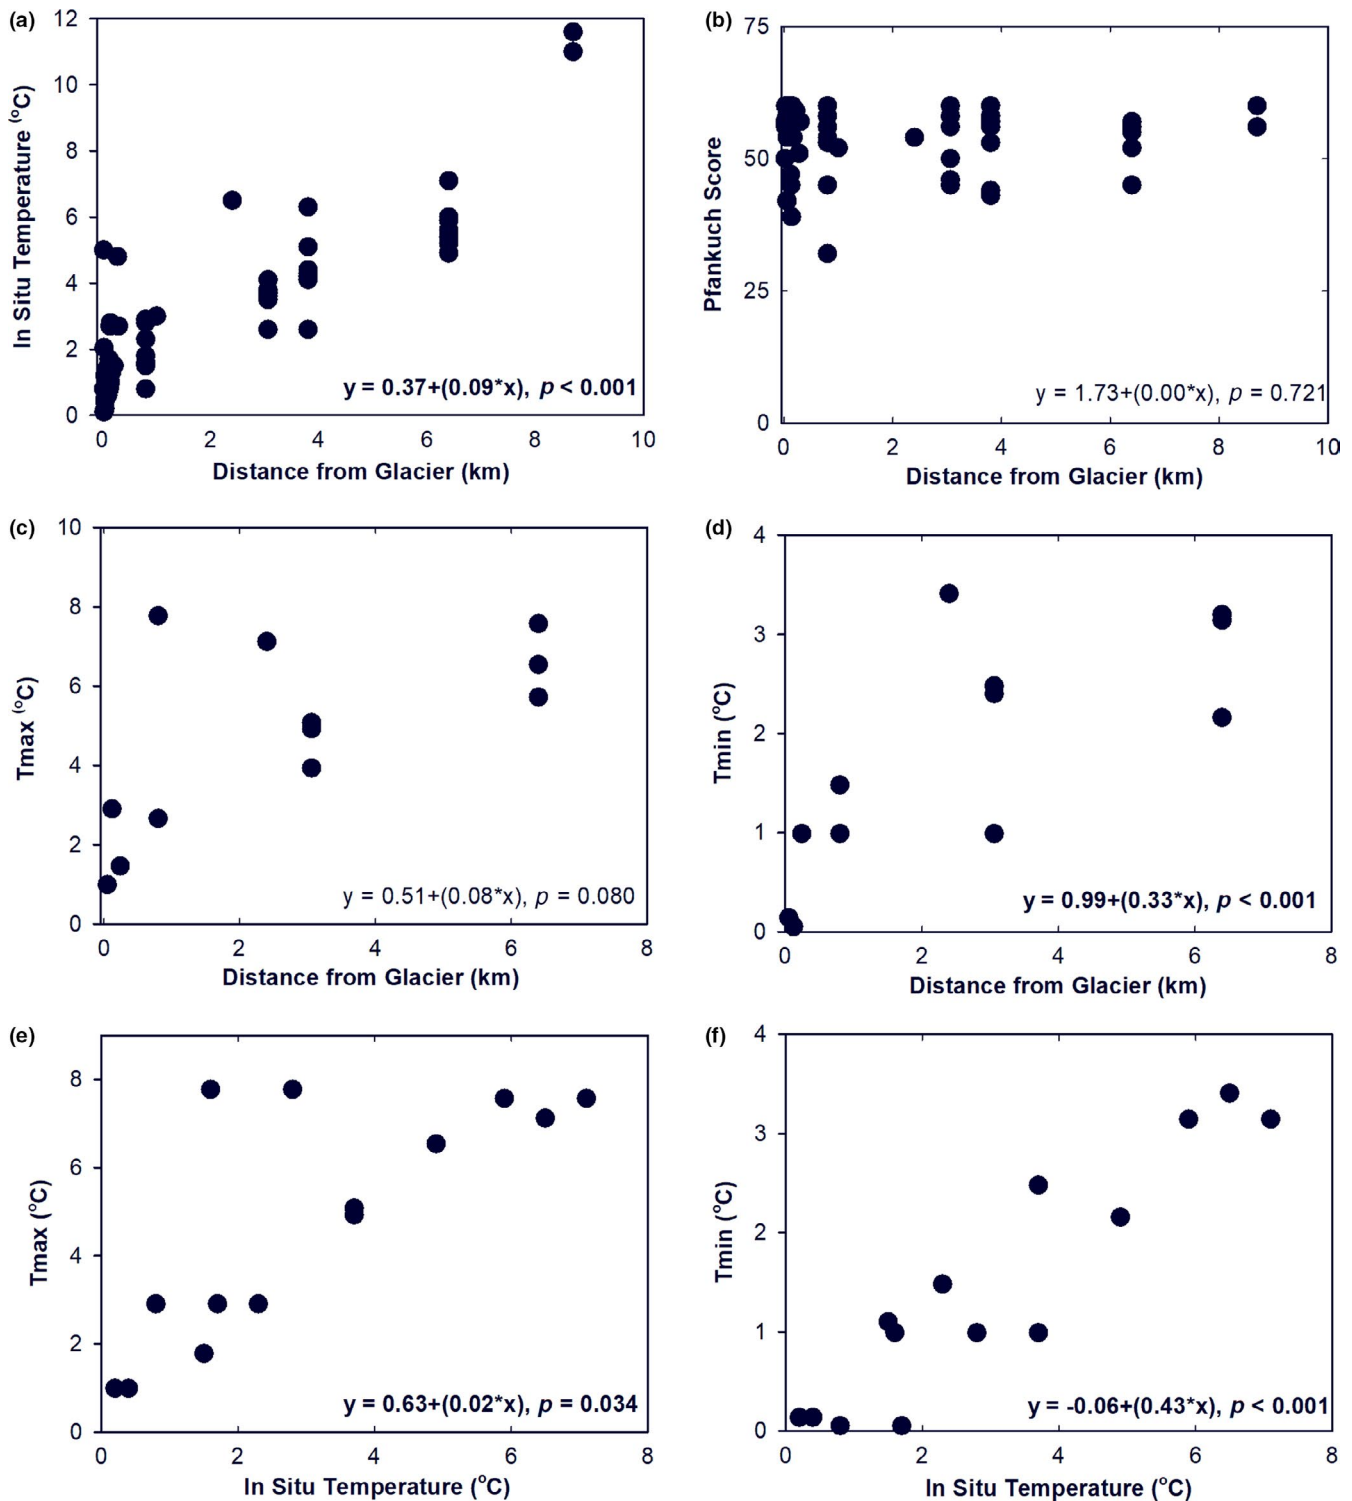 (a)
12
10
8
6
4
2
0
In Situ Temperature (°C)
y = 0.37+(0.09*x), p < 0.001
0 2 4 6 8 10
Distance from Glacier (km)
(b)
75
50
25
0
Pfankuch Score
y = 1.73+(0.00*x), p = 0.721
0 2 4 6 8 10
Distance from Glacier (km)
(c)
10
8
6
4
2
0
Tmax (°C)
y = 0.51+(0.08*x), p = 0.080
0 2 4 6 8
Distance from Glacier (km)
(d)
4
3
2
1
0
Tmin (°C)
y = 0.99+(0.33*x), p < 0.001
0 2 4 6 8
Distance from Glacier (km)
(e)
8
6
4
2
0
Tmax (°C)
y = 0.63+(0.02*x), p = 0.034
0 2 4 6 8
In Situ Temperature (°C)
(f)
4
3
2
1
0
Tmin (°C)
y = -0.06+(0.43*x), p < 0.001
0 2 4 6 8
In Situ Temperature (°C)